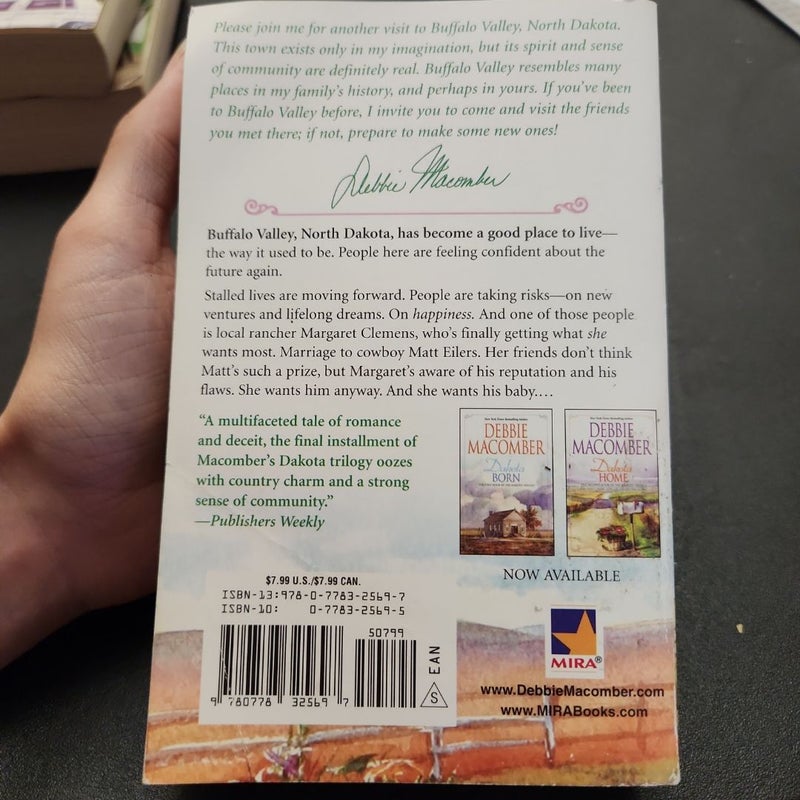 Please join me for another visit to Buffalo Valley, North Dakota.
This town exists only in my imagination, but its spirit and sense
of community are definitely real. Buffalo Valley resembles many
places in my family's history, and perhaps in yours. If you've been
to Buffalo Valley before, I invite you to come and visit the friends
you met there; if not, prepare to make some new ones!
Debbie Macomber
Buffalo Valley, North Dakota, has become a good place to live—
the way it used to be. People here are feeling confident about the
future again.
Stalled lives are moving forward. People are taking risks—on new
ventures and lifelong dreams. On happiness. And one of those people
is local rancher Margaret Clemens, who's finally getting what she
wants most. Marriage to cowboy Matt Eilers. Her friends don't think
Matt's such a prize, but Margaret's aware of his reputation and his
flaws. She wants him anyway. And she wants his baby....
“A multifaceted tale of romance
and deceit, the final installment of
Macomber's Dakota trilogy oozes
with country charm and a strong
sense of community.”
—Publishers Weekly
DEBBIE
MACOMBER
Dakota
BORN
DEBBIE
MACOMBER
Dakota
HOME
NOW AVAILABLE
$7.99 U.S./$7.99 CAN.
ISBN-13:978-0-7783-2569-7
ISBN-10: 0-7783-2569-5
50799
EAN
S
9 780778 325697
MIRA®
www.DebbieMacomber.com
www.MIRABooks.com